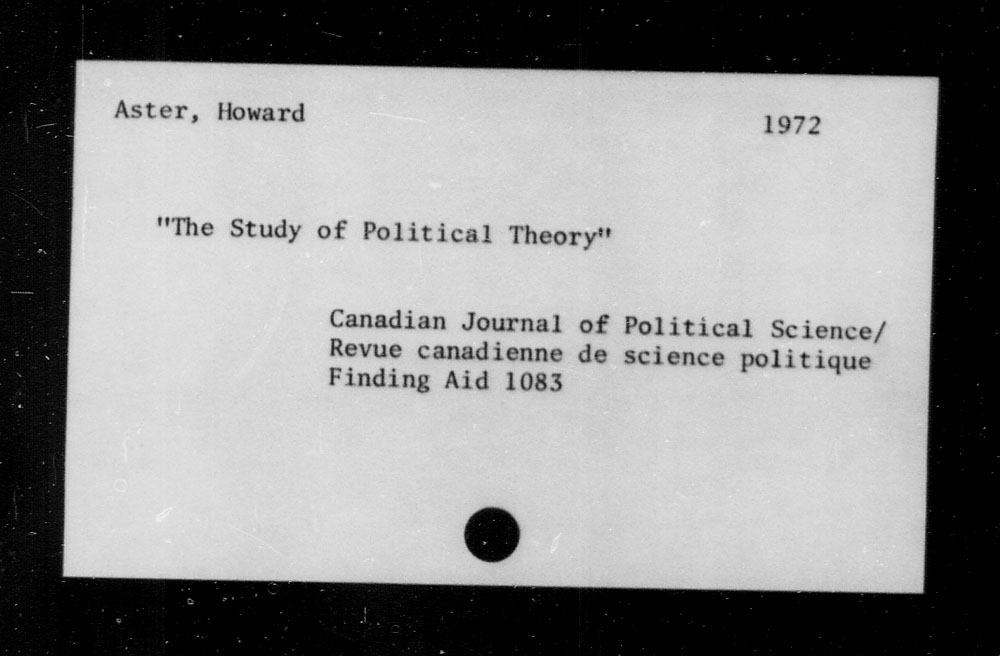 Aster, Howard 1972
"The Study of Political Theory"
Canadian Journal of Political Science/
Revue canadienne de science politique
Finding Aid 1083